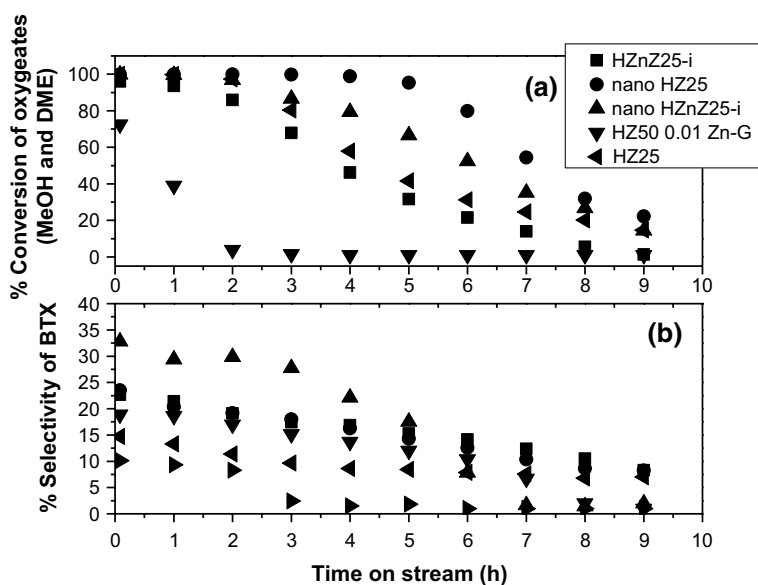 % Conversion of oxygeates
(MeOH and DME)
100
80
60
40
20
0
(a)
HZnZ25-i
nano HZ25
nano HZnZ25-i
HZ50 0.01 Zn-G
HZ25
0 1 2 3 4 5 6 7 8 9 10
% Selectivity of BTX
40
35
30
25
20
15
10
5
0
(b)
0 1 2 3 4 5 6 7 8 9 10
Time on stream (h)